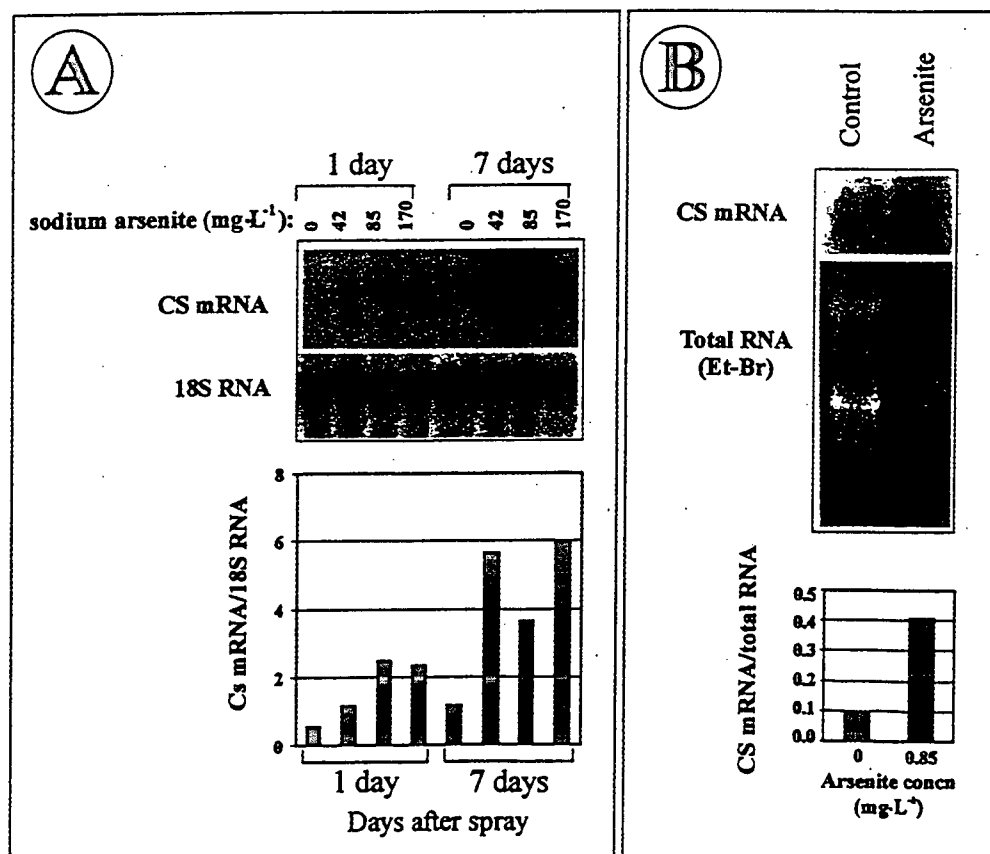 A
1 day 7 days
sodium arsenite (mg-L⁻¹): 0 42 85 170 0 42 85 170
CS mRNA
18S RNA
Cs mRNA/18S RNA
8
6
4
2
0
1 day 7 days
Days after spray
B
Control Arsenite
CS mRNA
Total RNA
(Et-Br)
CS mRNA/total RNA
0.5
0.4
0.3
0.2
0.1
0.0
0 0.85
Arsenite concn
(mg-L⁻¹)